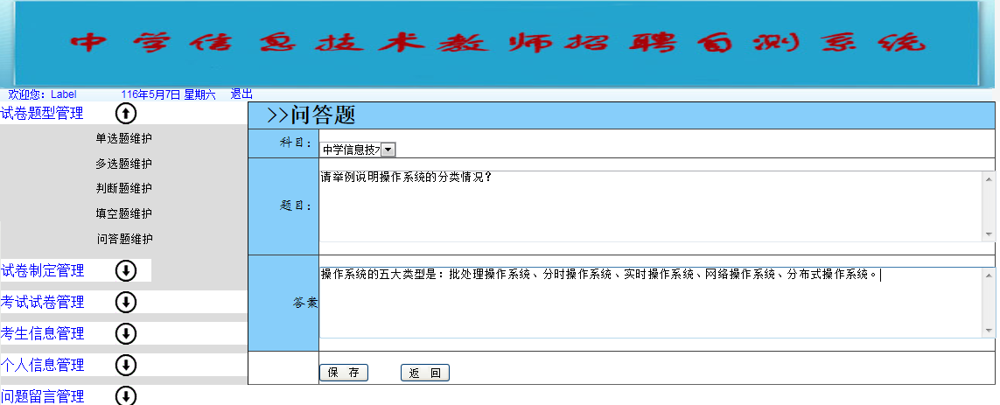 中学信息技术教师招聘自测系统
欢迎您：Label 116年5月7日 星期六 退出
试卷题型管理
单选题维护
多选题维护
判断题维护
填空题维护
问答题维护
试卷制定管理
考试试卷管理
考生信息管理
个人信息管理
问题留言管理
>>问答题
科目： 中学信息技
题目： 请举例说明操作系统的分类情况?
答案 操作系统的五大类型是：批处理操作系统、分时操作系统、实时操作系统、网络操作系统、分布式操作系统。
保 存 返 回